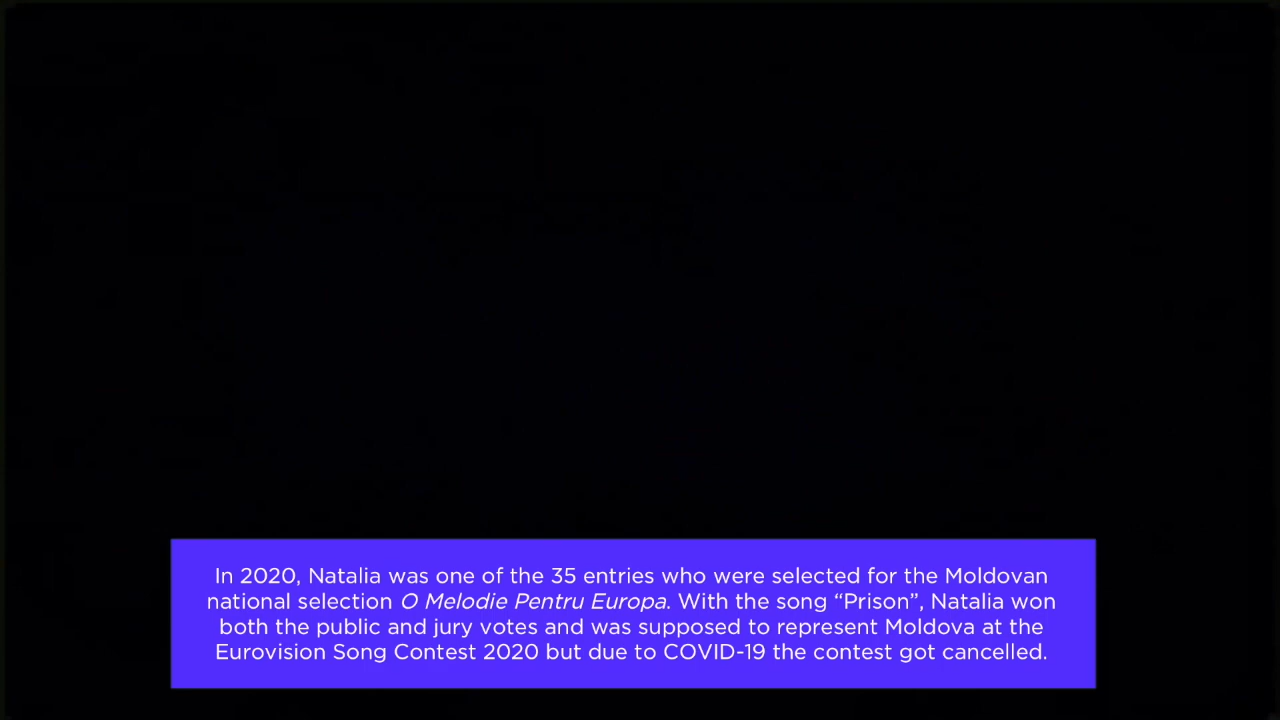 In 2020, Natalia was one of the 35 entries who were selected for the Moldovan
national selection O Melodie Pentru Europa. With the song “Prison”, Natalia won
both the public and jury votes and was supposed to represent Moldova at the
Eurovision Song Contest 2020 but due to COVID-19 the contest got cancelled.